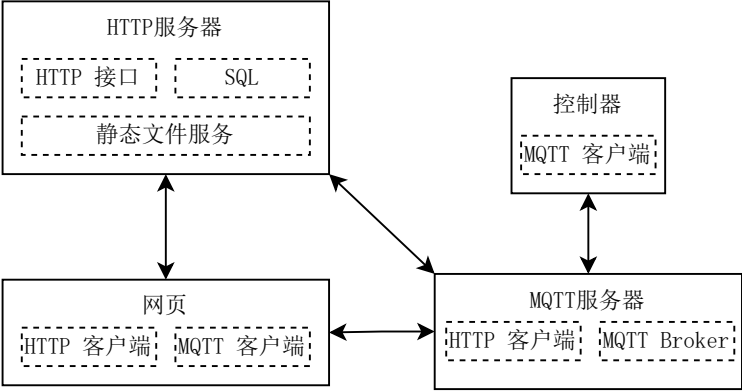 HTTP服务器
HTTP 接口
SQL
静态文件服务
控制器
MQTT 客户端
网页
HTTP 客户端
MQTT 客户端
MQTT服务器
HTTP 客户端
MQTT Broker